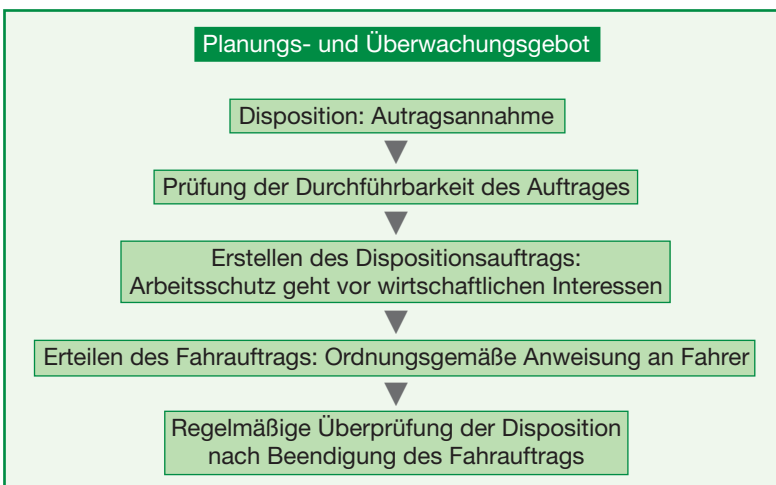 Planungs- und Überwachungsgebot
Disposition: Autragsannahme
Prüfung der Durchführbarkeit des Auftrages
Erstellen des Dispositionsauftrags:
Arbeitsschutz geht vor wirtschaftlichen Interessen
Erteilen des Fahrauftrags: Ordnungsgemäße Anweisung an Fahrer
Regelmäßige Überprüfung der Disposition
nach Beendigung des Fahrauftrags